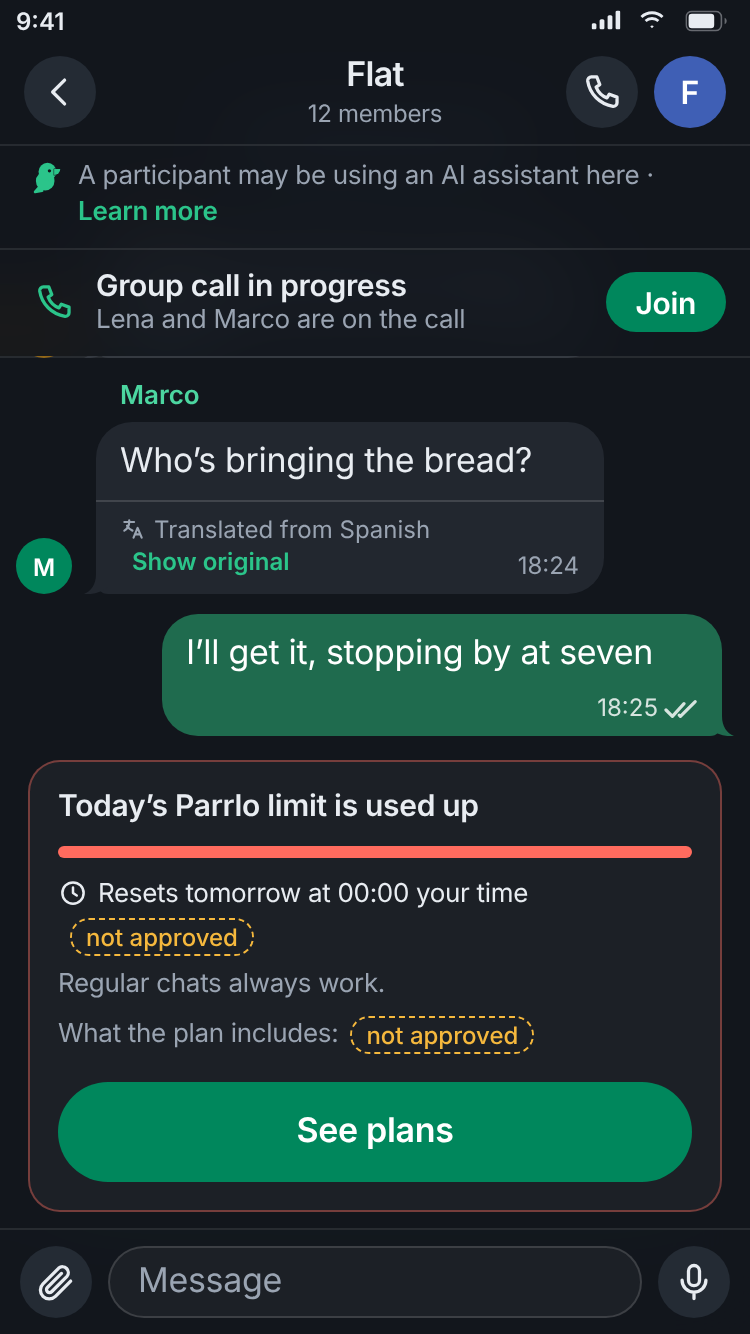 9:41
Flat
12 members
F
A participant may be using an AI assistant here ·
Learn more
Group call in progress
Lena and Marco are on the call
Join
Marco
Who’s bringing the bread?
Translated from Spanish
Show original
18:24
M
I’ll get it, stopping by at seven
18:25
Today’s Parrlo limit is used up
Resets tomorrow at 00:00 your time
not approved
Regular chats always work.
What the plan includes: not approved
See plans
Message